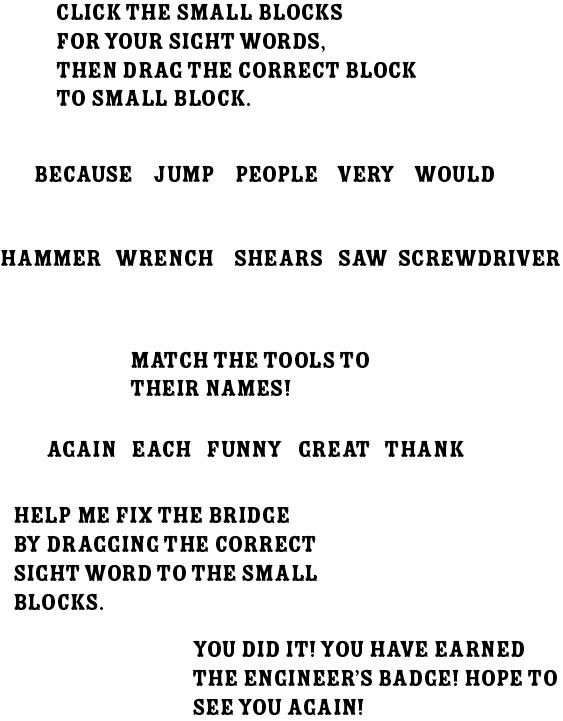 CLICK THE SMALL BLOCKS
FOR YOUR SIGHT WORDS,
THEN DRAG THE CORRECT BLOCK
TO SMALL BLOCK.
BECAUSE JUMP PEOPLE VERY WOULD
HAMMER WRENCH SHEARS SAW SCREWDRIVER
MATCH THE TOOLS TO
THEIR NAMES!
AGAIN EACH FUNNY GREAT THANK
HELP ME FIX THE BRIDGE
BY DRAGGING THE CORRECT
SIGHT WORD TO THE SMALL
BLOCKS.
YOU DID IT! YOU HAVE EARNED
THE ENGINEER'S BADGE! HOPE TO
SEE YOU AGAIN!